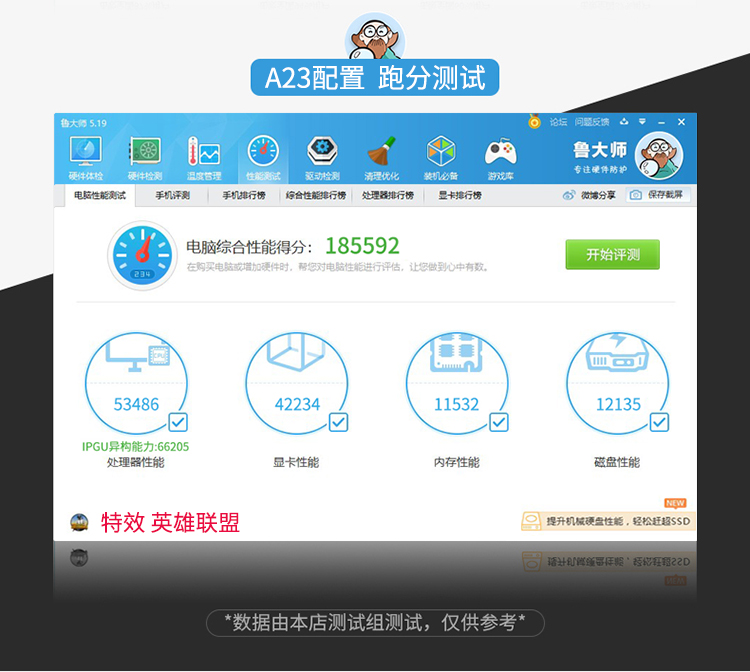 A23配置 跑分测试
鲁大师 5.19
论坛 问题反馈
硬件体检 硬件检测 温度管理 性能测试 驱动检测 清理优化 装机必备 游戏库
鲁大师
专注硬件防护
电脑性能测试 手机评测 手机排行榜 综合性能排行榜 处理器排行榜 显卡排行榜 微博分享 保存截屏
234
电脑综合性能得分: 185592
在购买电脑或增加硬件时，帮您对电脑性能进行评估，让您做到心中有数。
开始评测
CPU
53486 42234 11532 12135
IPGU异构能力:66205
处理器性能 显卡性能 内存性能 磁盘性能
NEW
特效 英雄联盟
提升机械硬盘性能，轻松赶超SSD
*数据由本店测试组测试，仅供参考*